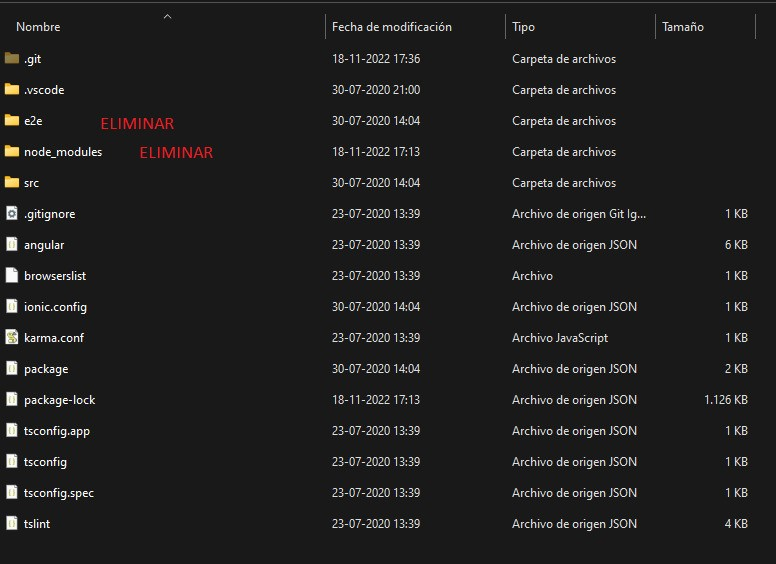 Nombre Fecha de modificación Tipo Tamaño
.git 18-11-2022 17:36 Carpeta de archivos
.vscode 30-07-2020 21:00 Carpeta de archivos
e2e ELIMINAR 30-07-2020 14:04 Carpeta de archivos
node_modules ELIMINAR 18-11-2022 17:13 Carpeta de archivos
src 30-07-2020 14:04 Carpeta de archivos
.gitignore 23-07-2020 13:39 Archivo de origen Git Ig... 1 KB
angular 23-07-2020 13:39 Archivo de origen JSON 6 KB
browserslist 23-07-2020 13:39 Archivo 1 KB
ionic.config 30-07-2020 14:04 Archivo de origen JSON 1 KB
karma.conf 23-07-2020 13:39 Archivo JavaScript 1 KB
package 30-07-2020 14:04 Archivo de origen JSON 2 KB
package-lock 18-11-2022 17:13 Archivo de origen JSON 1.126 KB
tsconfig.app 23-07-2020 13:39 Archivo de origen JSON 1 KB
tsconfig 23-07-2020 13:39 Archivo de origen JSON 1 KB
tsconfig.spec 23-07-2020 13:39 Archivo de origen JSON 1 KB
tslint 23-07-2020 13:39 Archivo de origen JSON 4 KB